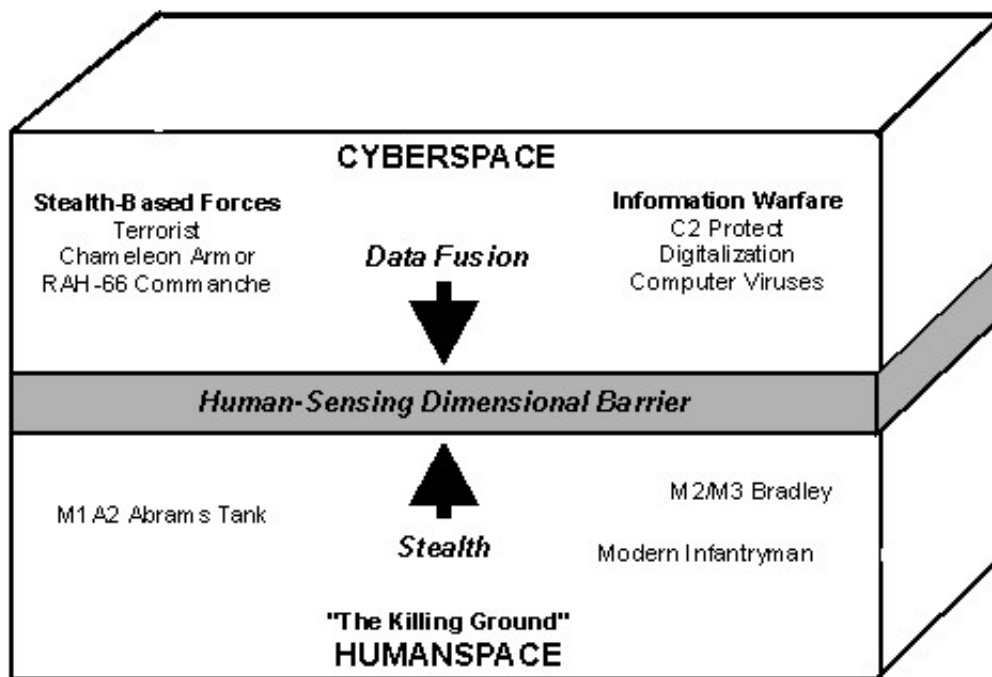 CYBERSPACE
Stealth-Based Forces
Terrorist
Chameleon Armor
RAH-66 Commanche
Data Fusion
Information Warfare
C2 Protect
Digitalization
Computer Viruses
Human-Sensing Dimensional Barrier
M1A2 Abrams Tank
Stealth
M2/M3 Bradley
Modern Infantryman
"The Killing Ground"
HUMANSPACE